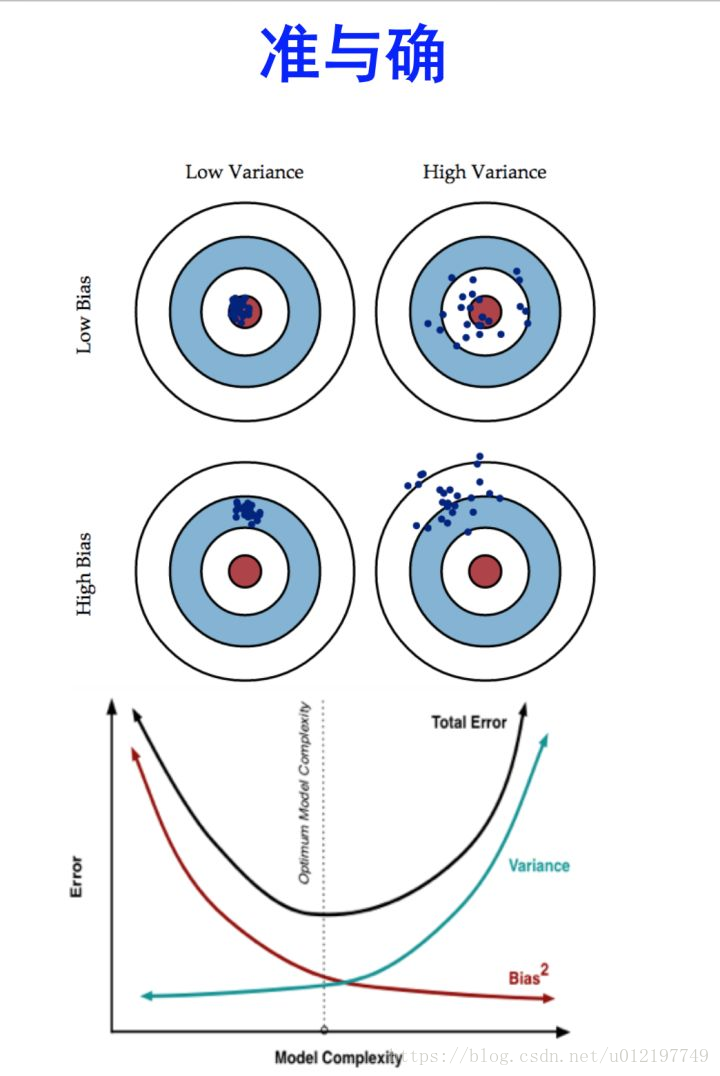 准与确
Low Variance
High Variance
Low Bias
High Bias
Optimum Model Complexity
Total Error
Variance
Bias²
Error
Model Complexity
https://blog.csdn.net/u012197749